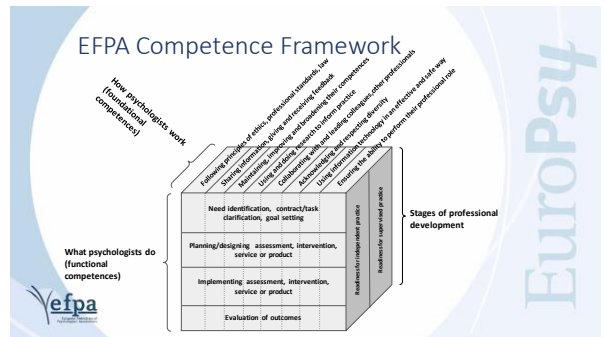 EFPA Competence Framework
How psychologists work
(foundational
competences)
Following principles of ethics, professional standards, law
Sharing information, giving and receiving feedback
Maintaining, improving and broadening their competences
Using and doing research to inform practice
Collaborating with and leading colleagues, other professionals
Acknowledging and respecting diversity
Using information technology in an effective and safe way
Ensuring the ability to perform their professional role
Need identification, contract/task
clarification, goal setting
Planning/designing assessment, intervention,
service or product
Implementing assessment, intervention,
service or product
Evaluation of outcomes
Readiness for independent practice
Readiness for supervised practice
Stages of professional
development
What psychologists do
(functional
competences)
efpa
EuroPsy